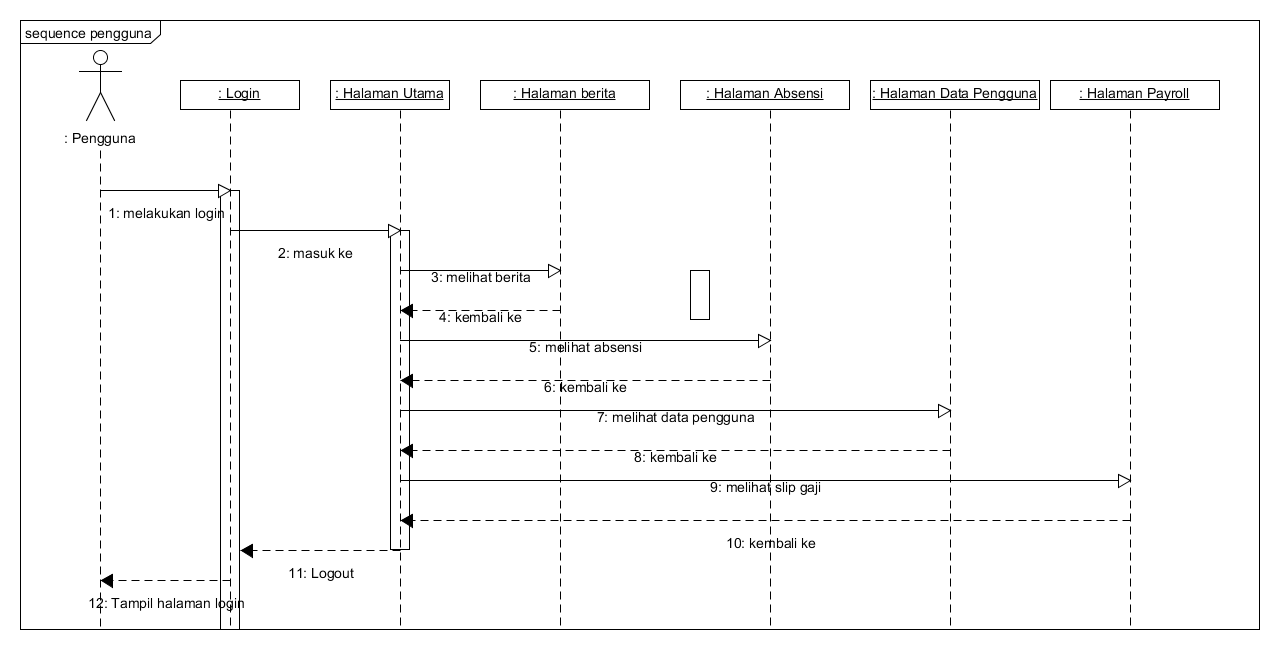 sequence pengguna
: Pengguna
: Login
: Halaman Utama
: Halaman berita
: Halaman Absensi
: Halaman Data Pengguna
: Halaman Payroll
1: melakukan login
2: masuk ke
3: melihat berita
4: kembali ke
5: melihat absensi
6: kembali ke
7: melihat data pengguna
8: kembali ke
9: melihat slip gaji
10: kembali ke
11: Logout
12: Tampil halaman login